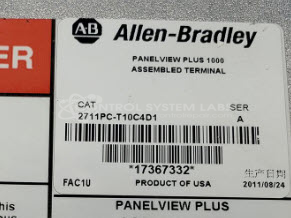 AB Allen-Bradley
PANELVIEW PLUS 1000
ASSEMBLED TERMINAL
ER
CAT SER
2711PC-T10C4D1 A
*17367332*
生产日期
FAC1U PRODUCT OF USA 2011/08/24
PANELVIEW PLUS